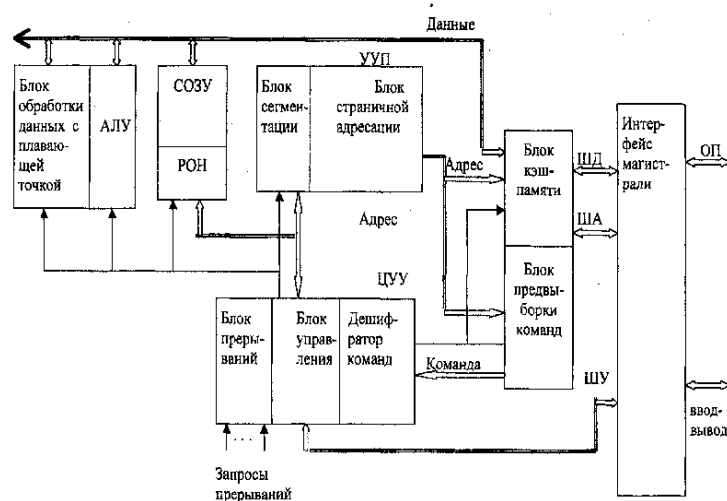 Данные
УУП
Блок
обработки
данных с
плаваю-
щей
точкой
АЛУ
СОЗУ
РОН
Блок
сегмен-
тации
Блок
страничной
адресации
Адрес
Блок
кэш-
памяти
ШД
ША
Интер-
фейс
магист-
рали
ОП
Адрес
ЦУУ
Блок
предвы-
борки
команд
Блок
преры-
ваний
Блок
управ-
ления
Дешиф-
ратор
команд
Команда
ШУ
ввод-
вывод
Запросы
прерываний